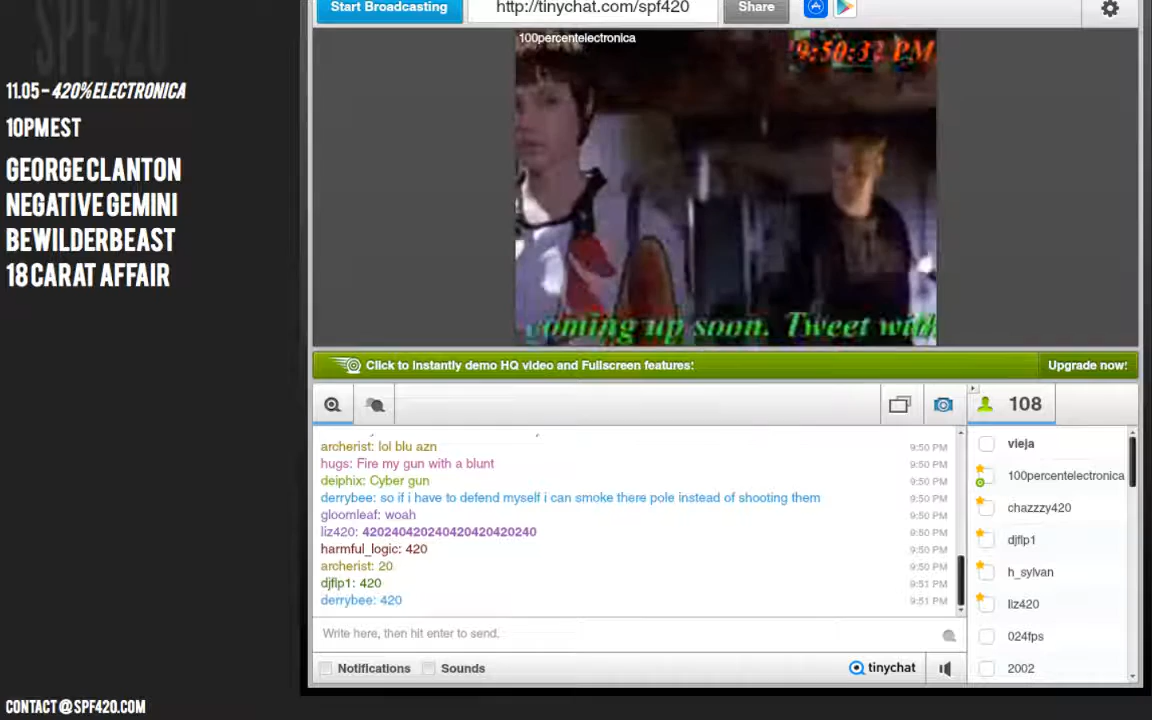 SPF420
11.05 - 420%ELECTRONICA
10PM EST
GEORGE CLANTON
NEGATIVE GEMINI
BEWILDERBEAST
18 CARAT AFFAIR
CONTACT@SPF420.COM
Start Broadcasting
http://tinychat.com/spf420
Share
100percentelectronica
9:50:32 PM
coming up soon. Tweet with
Click to instantly demo HQ video and Fullscreen features!
Upgrade now!
108
archerist: lol blu azn 9:50 PM
hugs: Fire my gun with a blunt 9:50 PM
deiphix: Cyber gun 9:50 PM
derrybee: so if i have to defend myself i can smoke there pole instead of shooting them 9:50 PM
gloomleaf: woah 9:50 PM
liz420: 420240420240420420420240 9:50 PM
harmful_logic: 420 9:50 PM
archerist: 20 9:50 PM
djflp1: 420 9:51 PM
derrybee: 420 9:51 PM
Write here, then hit enter to send.
Notifications
Sounds
tinychat
vieja
100percentelectronica
chazzzy420
djflp1
h_sylvan
liz420
024fps
2002